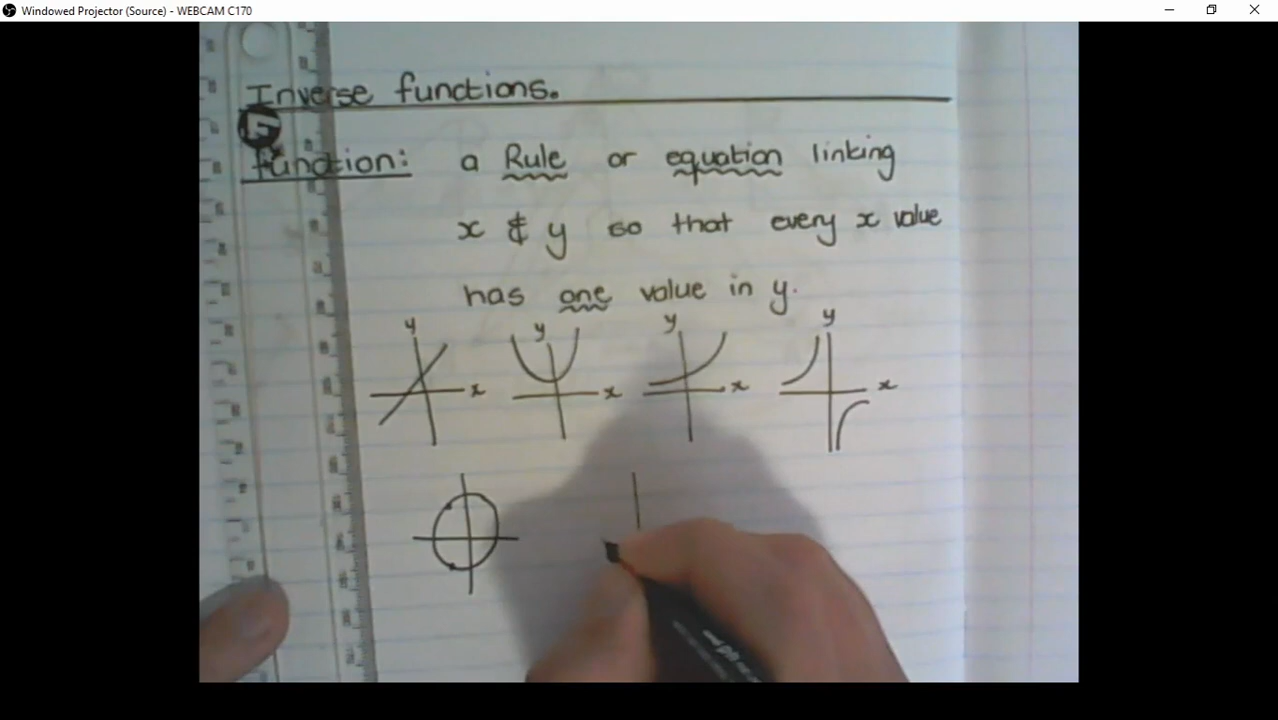 Windowed Projector (Source) - WEBCAM C170
Inverse functions.
function: a Rule or equation linking
x & y so that every x value
has one value in y.
y y y y
x x x x